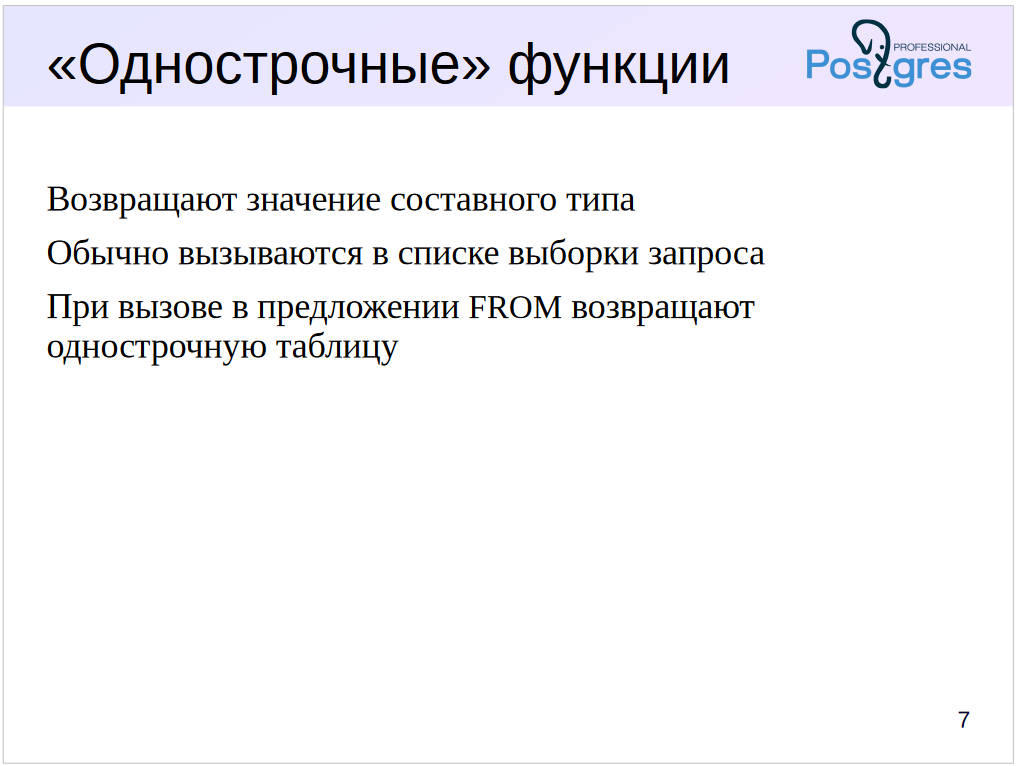 «Однострочные» функции
PROFESSIONAL
Postgres
Возвращают значение составного типа
Обычно вызываются в списке выборки запроса
При вызове в предложении FROM возвращают
однострочную таблицу
7